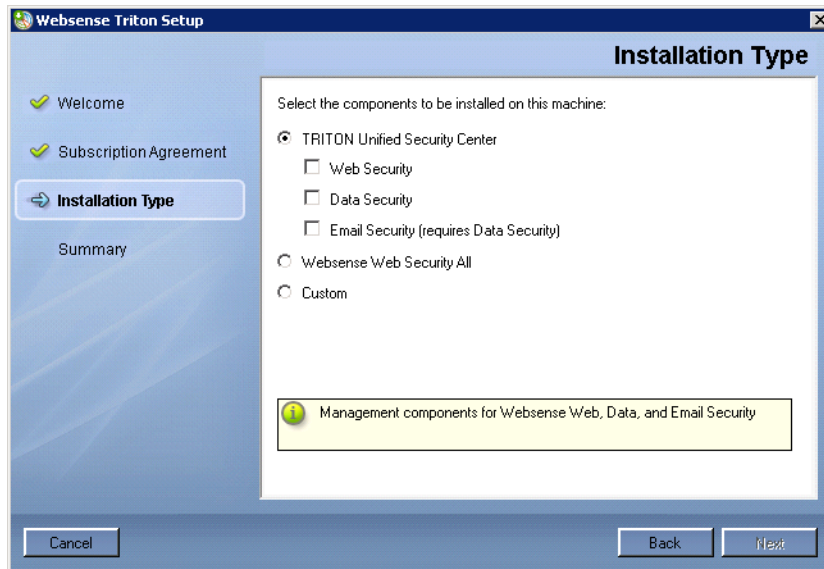 Websense Triton Setup
Installation Type
Welcome
Subscription Agreement
Installation Type
Summary
Select the components to be installed on this machine:
TRITON Unified Security Center
Web Security
Data Security
Email Security (requires Data Security)
Websense Web Security All
Custom
Management components for Websense Web, Data, and Email Security
Cancel
Back
Next